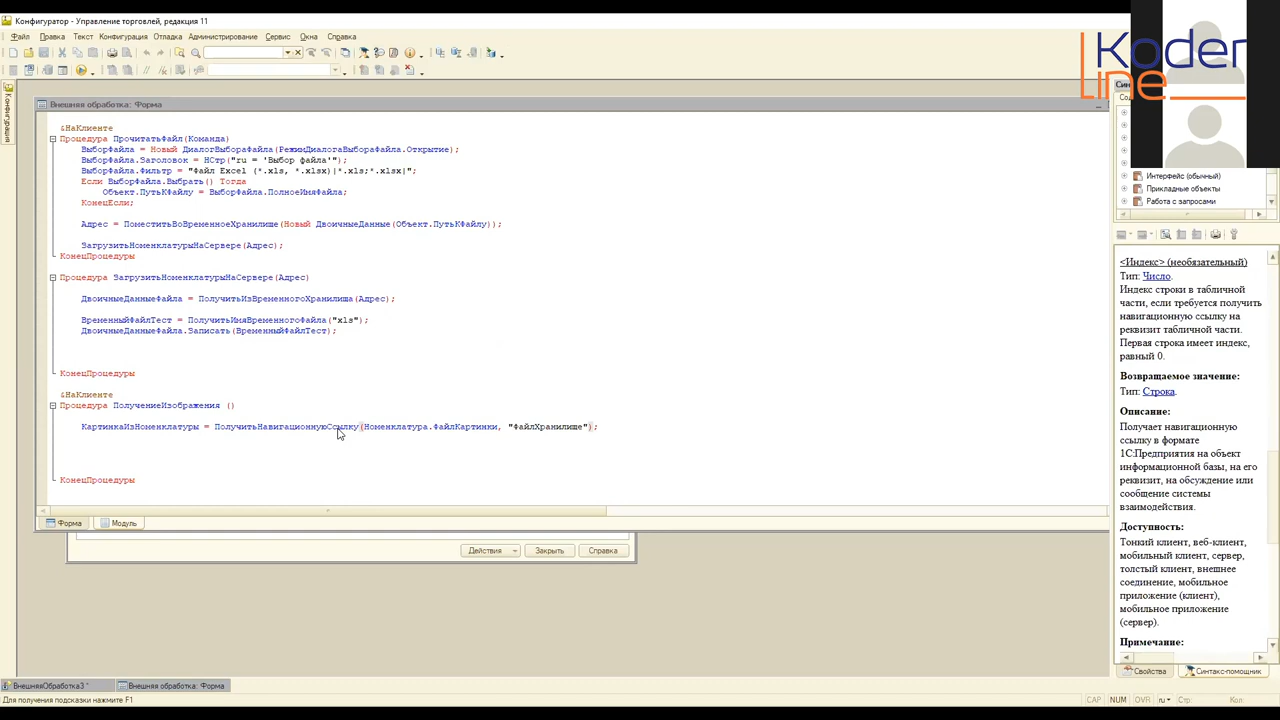 Конфигуратор - Управление торговлей, редакция 11
Файл Правка Текст Конфигурация Отладка Администрирование Сервис Окна Справка
Koder
Line
Конфигурация
Внешняя обработка: Форма
&НаКлиенте
Процедура ПрочитатьФайл(Команда)
ВыборФайла = Новый ДиалогВыбораФайла(РежимДиалогаВыбораФайла.Открытие);
ВыборФайла.Заголовок = НСтр("ru = 'Выбор файла'");
ВыборФайла.Фильтр = "Файл Excel (*.xls, *.xlsx)|*.xls;*.xlsx|";
Если ВыборФайла.Выбрать() Тогда
Объект.ПутьКФайлу = ВыборФайла.ПолноеИмяФайла;
КонецЕсли;
Адрес = ПоместитьВоВременноеХранилище(Новый ДвоичныеДанные(Объект.ПутьКФайлу));
ЗагрузитьНоменклатурыНаСервере(Адрес);
КонецПроцедуры
Процедура ЗагрузитьНоменклатурыНаСервере(Адрес)
ДвоичныеДанныеФайла = ПолучитьИзВременногоХранилища(Адрес);
ВременныйФайлТест = ПолучитьИмяВременногоФайла("xls");
ДвоичныеДанныеФайла.Записать(ВременныйФайлТест);
КонецПроцедуры
&НаКлиенте
Процедура ПолучениеИзображения ()
КартинкаИзНоменклатуры = ПолучитьНавигационнуюСсылку(Номенклатура.ФайлКартинки, "ФайлХранилище");
КонецПроцедуры
Форма Модуль
Действия Закрыть Справка
Интерфейс (обычный)
Прикладные объекты
Работа с запросами
<Индекс> (необязательный)
Тип: Число.
Индекс строки в табличной
части, если требуется получить
навигационную ссылку на
реквизит табличной части.
Первая строка имеет индекс,
равный 0.
Возвращаемое значение:
Тип: Строка.
Описание:
Получает навигационную
ссылку в формате
1С:Предприятия на объект
информационной базы, на его
реквизит, на обсуждение или
сообщение системы
взаимодействия.
Доступность:
Тонкий клиент, веб-клиент,
мобильный клиент, сервер,
толстый клиент, внешнее
соединение, мобильное
приложение (клиент),
мобильное приложение
(сервер).
Примечание:
Свойства Синтакс-помощник
ВнешняяОбработка3 * Внешняя обработка: Форма
Для получения подсказки нажмите F1
CAP NUM OVR ru Стр: Кол: